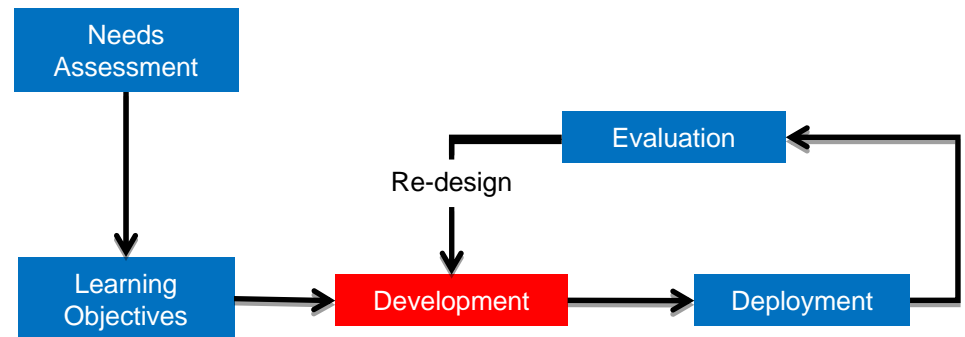 Needs
Assessment
Evaluation
Re-design
Learning
Objectives
Development
Deployment